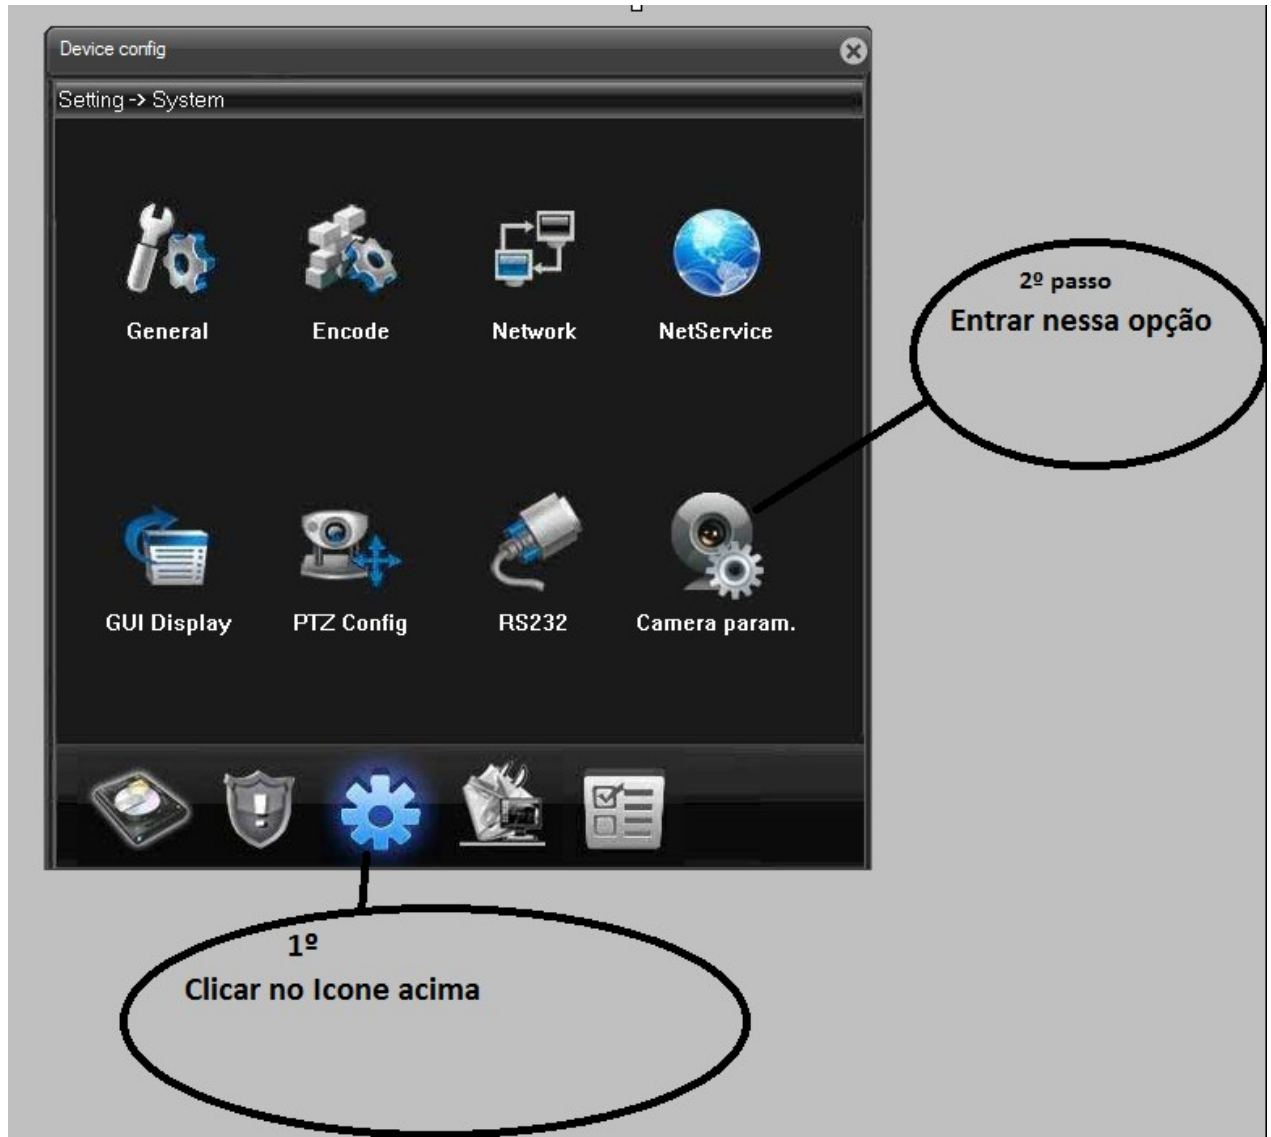 Device config
Setting -> System
General
Encode
Network
NetService
2º passo
Entrar nessa opção
GUI Display
PTZ Config
RS232
Camera param.
1º
Clicar no Icone acima